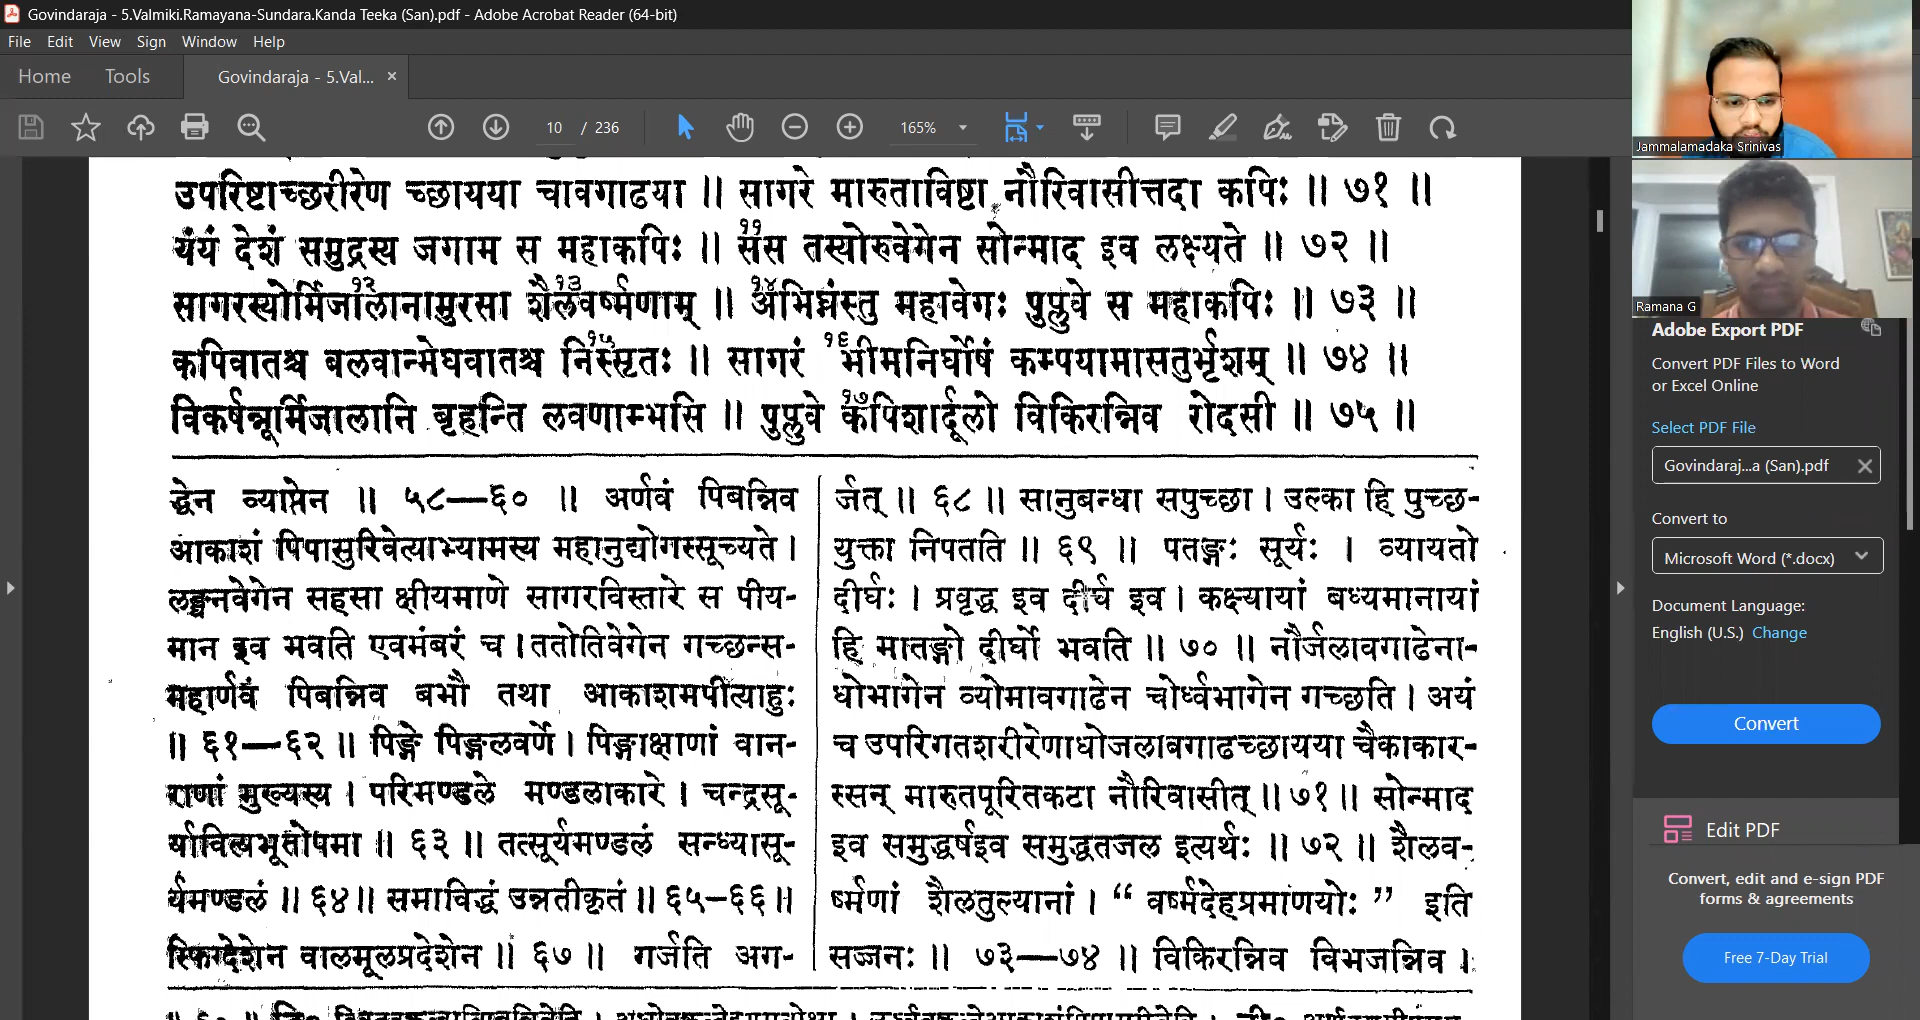 Govindaraja - 5.Valmiki.Ramayana-Sundara.Kanda Teeka (San).pdf - Adobe Acrobat Reader (64-bit)
File Edit View Sign Window Help
Home Tools Govindaraja - 5.Val... ×
10 / 236 165%
उपरिष्टाच्छरीरेण च्छायया चावगाढया ॥ सागरे मारुताविष्टा नौरिवासीत्तदा कपिः ॥ ७१ ॥
यंयं देशं समुद्रस्य जगाम स महाकपिः ॥ ११ संस तस्योरुवेगेन सोन्माद इव लक्ष्यते ॥ ७२ ॥
सागरस्योर्मिजालानामुरसा शैलवर्ष्मणाम् ॥ अभिघ्नंस्तु महावेगः पुप्लुवे स महाकपिः ॥ ७३ ॥
कपिवातश्च बलवान्मेघवातश्च निस्सृतः ॥ सागरं भीमनिर्घोषं कम्पयामासतुर्भृशम् ॥ ७४ ॥
विकर्षन्नूर्मिजालानि बृहन्ति लवणाम्भसि ॥ पुप्लुवे कपिशार्दूलो विकिरन्निव रोदसी ॥ ७५ ॥
द्धेन व्याप्तेन ॥ ५८—६० ॥ अर्णवं पिबन्निव
आकाशं पिपासुरिवेत्याभ्यामस्य महानुद्योगस्सूच्यते ।
लङ्घनवेगेन सहसा क्षीयमाणे सागरविस्तारे स पीय-
मान इव भवति एवमंबरं च । ततोतिवेगेन गच्छन्स-
महार्णवं पिबन्निव बभौ तथा आकाशमपीत्याहुः
॥ ६१—६२ ॥ पिङ्गे पिङ्गलवर्णे । पिङ्गाक्षाणां वान-
राणां मुख्यस्य । परिमण्डले मण्डलाकारे । चन्द्रसू-
र्यावित्यभूतोपमा ॥ ६३ ॥ तत्सूर्यमण्डलं सन्ध्यासू-
र्यमण्डलं ॥ ६४ ॥ समाविद्धं उन्नतीकृतं ॥ ६५-६६ ॥
स्फिग्देशेन वालमूलप्रदेशेन ॥ ६७ ॥ गर्जति अग-
र्जत् ॥ ६८ ॥ सानुबन्धा सपुच्छा । उल्का हि पुच्छ-
युक्ता निपतति ॥ ६९ ॥ पतङ्गः सूर्यः । व्यायतो
दीर्घः । प्रवृद्ध इव दीर्घ इव । कक्ष्यायां बध्यमानायां
हि मातङ्गो दीर्घो भवति ॥ ७० ॥ नौर्जलावगाढेना-
धोभागेन व्योमावगाढेन चोर्ध्वभागेन गच्छति । अयं
च उपरिगतशरीरेणाधोजलावगाढच्छायया चैकाकार-
स्सन् मारुतपूरितकटा नौरिवासीत् ॥ ७१ ॥ सोन्माद
इव समुद्धर्षइव समुद्धतजल इत्यर्थः ॥ ७२ ॥ शैलव-
र्ष्मणां शैलतुल्यानां । “ वर्ष्मदेहप्रमाणयोः ” इति
सज्जनः ॥ ७३—७४ ॥ विकिरन्निव विभजन्निव ।
Jammalamadaka Srinivas
Ramana G
Adobe Export PDF
Convert PDF Files to Word
or Excel Online
Select PDF File
Govindaraj...a (San).pdf
Convert to
Microsoft Word (*.docx)
Document Language:
English (U.S.) Change
Convert
Edit PDF
Convert, edit and e-sign PDF
forms & agreements
Free 7-Day Trial